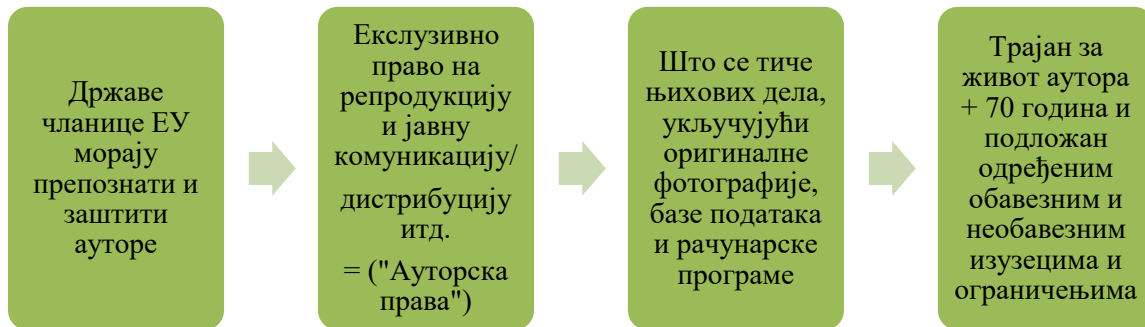 Државе
чланице ЕУ
морају
препознати и
заштити
ауторе
Екслузивно
право на
репродукцију
и јавну
комуникацију/
дистрибуцију
итд.
= ("Ауторска
права")
Што се тиче
њихових дела,
укључујући
оригиналне
фотографије,
базе података
и рачунарске
програме
Трајан за
живот аутора
+ 70 година и
подложан
одређеним
обавезним и
необавезним
изузецима и
ограничењима